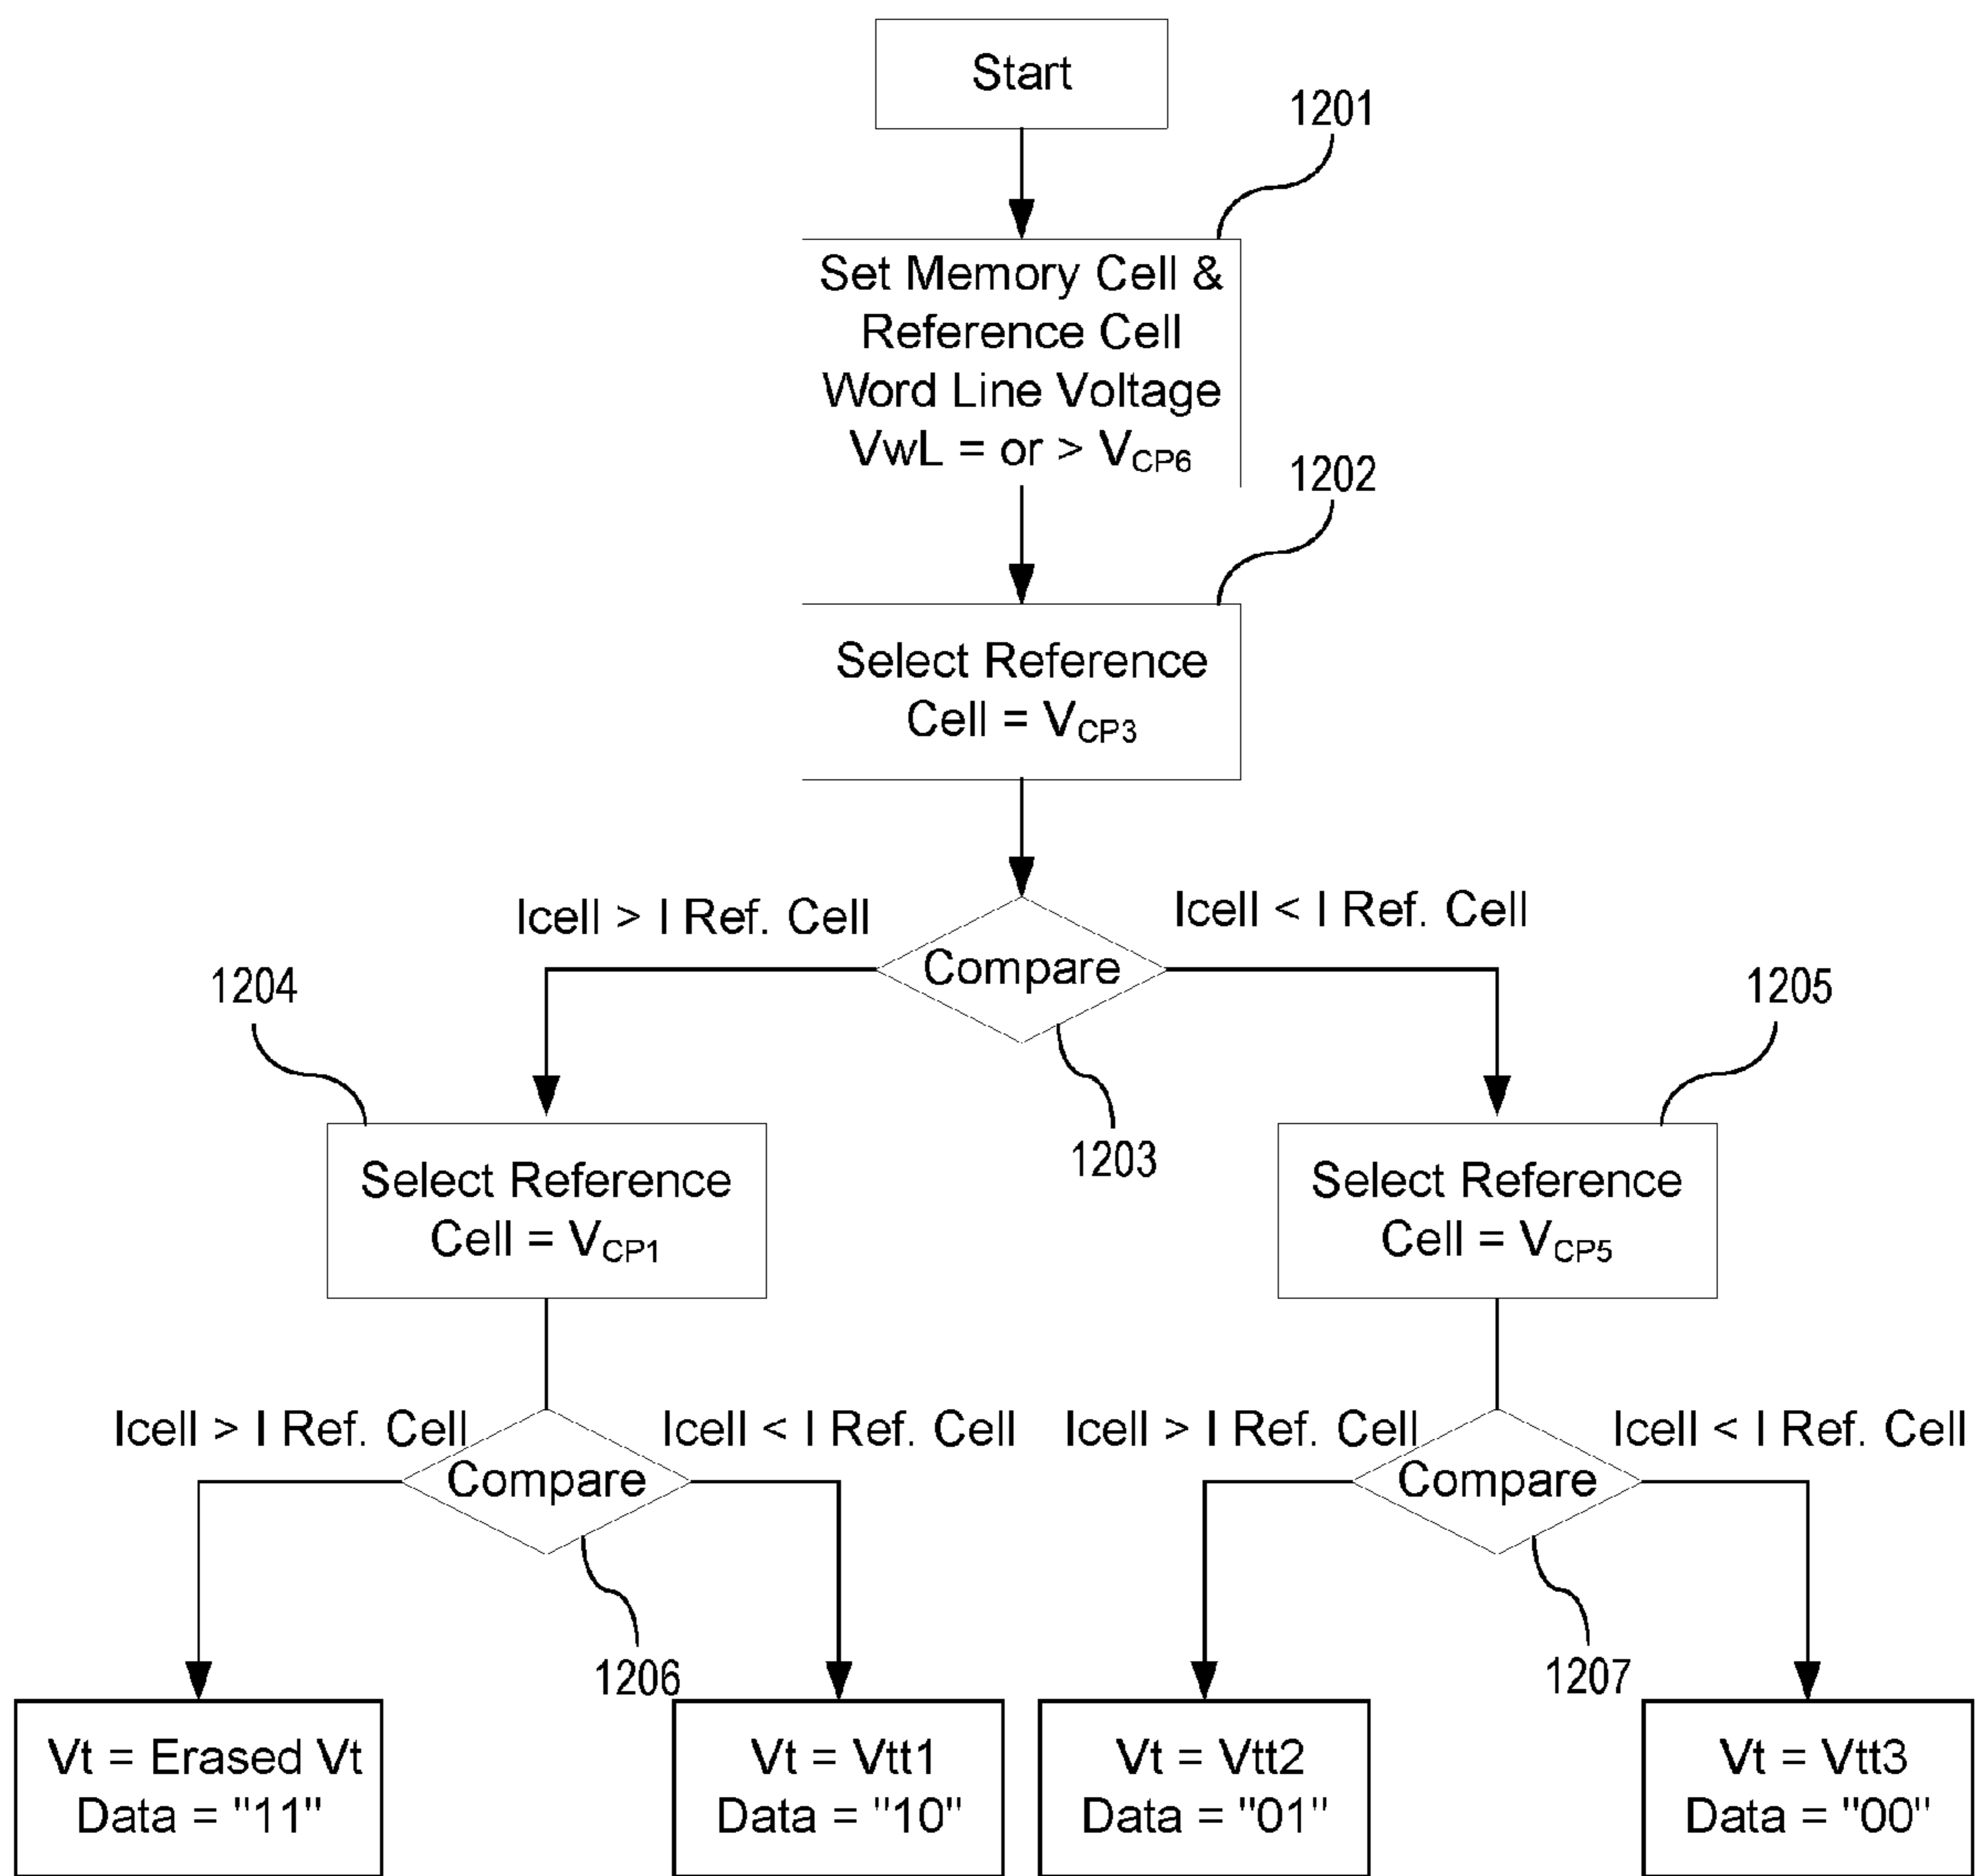 Start
1201
Set Memory Cell &
Reference Cell
Word Line Voltage
VwL = or > VCP6
1202
Select Reference
Cell = VCP3
Icell > I Ref. Cell
Icell < I Ref. Cell
Compare
1204
1205
1203
Select Reference
Cell = VCP1
Select Reference
Cell = VCP5
Icell > I Ref. Cell
Icell < I Ref. Cell
Icell > I Ref. Cell
Icell < I Ref. Cell
Compare
Compare
1206
1207
Vt = Erased Vt
Data = "11"
Vt = Vtt1
Data = "10"
Vt = Vtt2
Data = "01"
Vt = Vtt3
Data = "00"